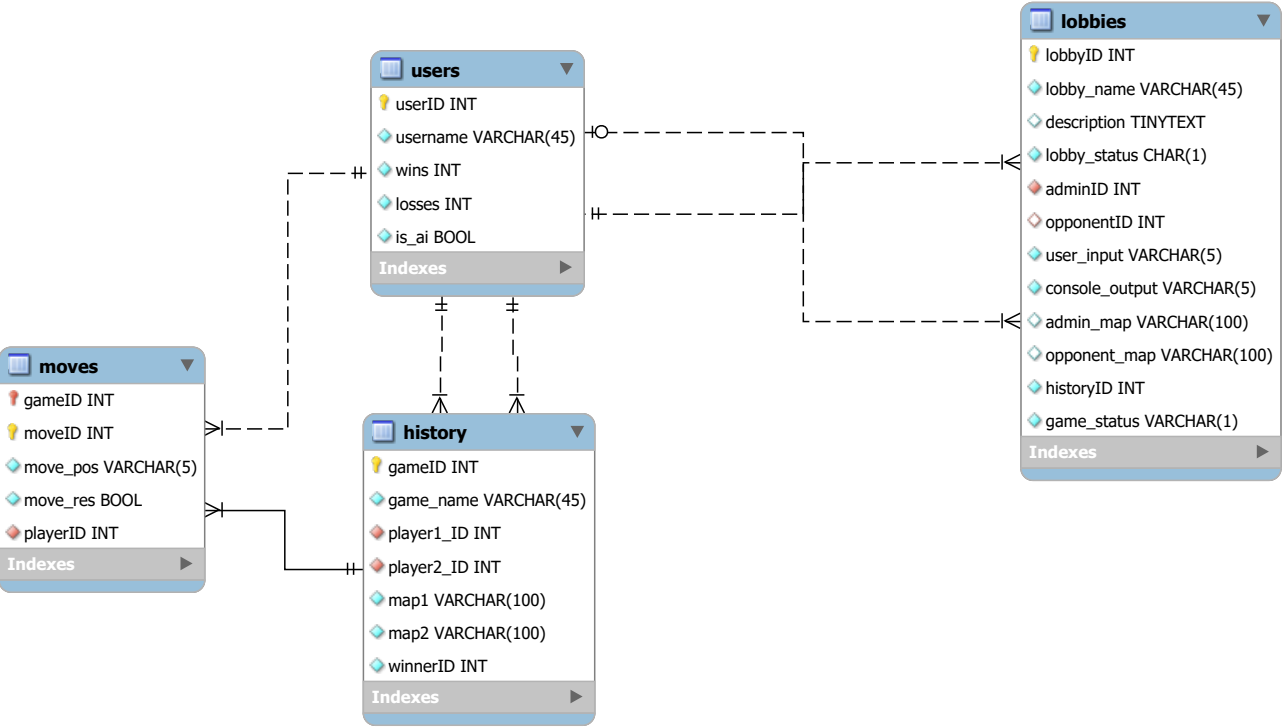 users
userID INT
username VARCHAR(45)
wins INT
losses INT
is_ai BOOL
Indexes
lobbies
lobbyID INT
lobby_name VARCHAR(45)
description TINYTEXT
lobby_status CHAR(1)
adminID INT
opponentID INT
user_input VARCHAR(5)
console_output VARCHAR(5)
admin_map VARCHAR(100)
opponent_map VARCHAR(100)
historyID INT
game_status VARCHAR(1)
Indexes
moves
gameID INT
moveID INT
move_pos VARCHAR(5)
move_res BOOL
playerID INT
Indexes
history
gameID INT
game_name VARCHAR(45)
player1_ID INT
player2_ID INT
map1 VARCHAR(100)
map2 VARCHAR(100)
winnerID INT
Indexes